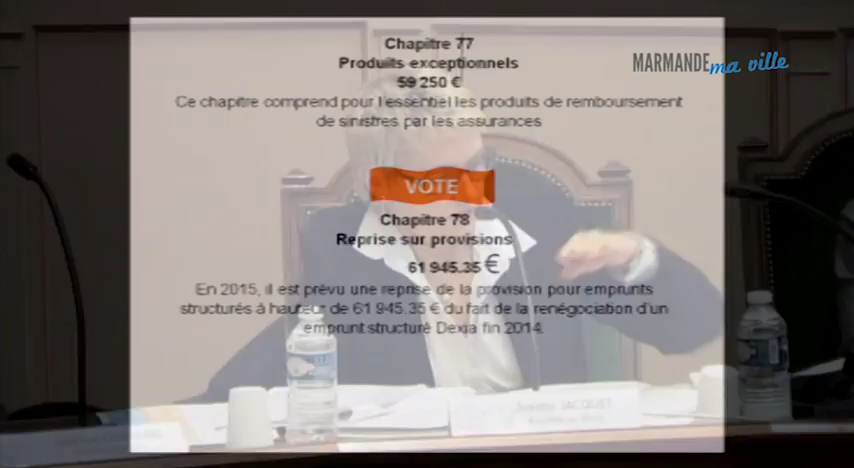 Chapitre 77
Produits exceptionnels
59 250 €
MARMANDE ma ville
Ce chapitre comprend pour l'essentiel les produits de remboursement
de sinistres par les assurances
VOTE
Chapitre 78
Reprise sur provisions
61 945.35 €
En 2015, il est prévu une reprise de la provision pour emprunts
structurés à hauteur de 61 945.35 € du fait de la renégociation d'un
emprunt structuré Dexia fin 2014.
JACQUET